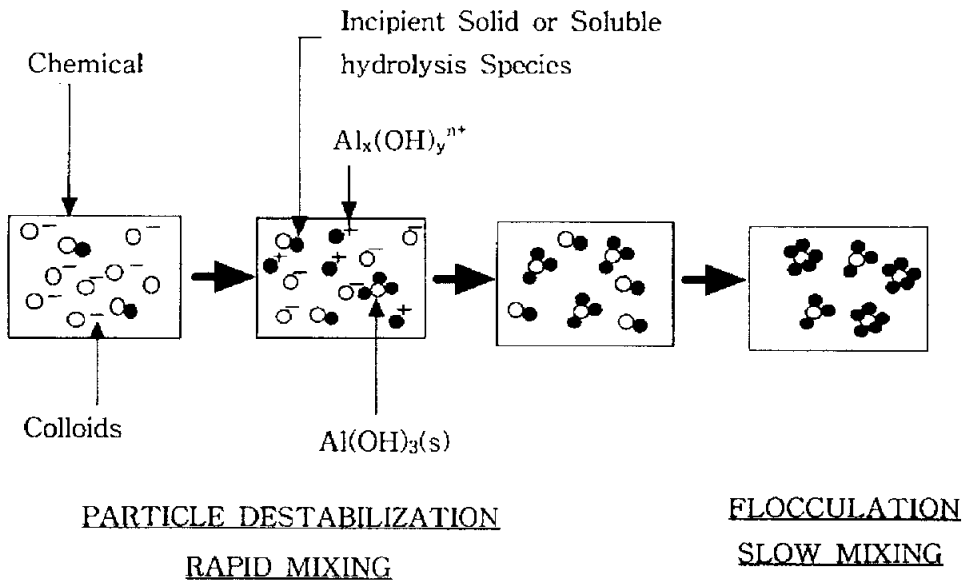 Incipient Solid or Soluble
hydrolysis Species
Chemical
Alₓ(OH)ᵧⁿ⁺
Colloids
Al(OH)₃(s)
PARTICLE DESTABILIZATION
RAPID MIXING
FLOCCULATION
SLOW MIXING